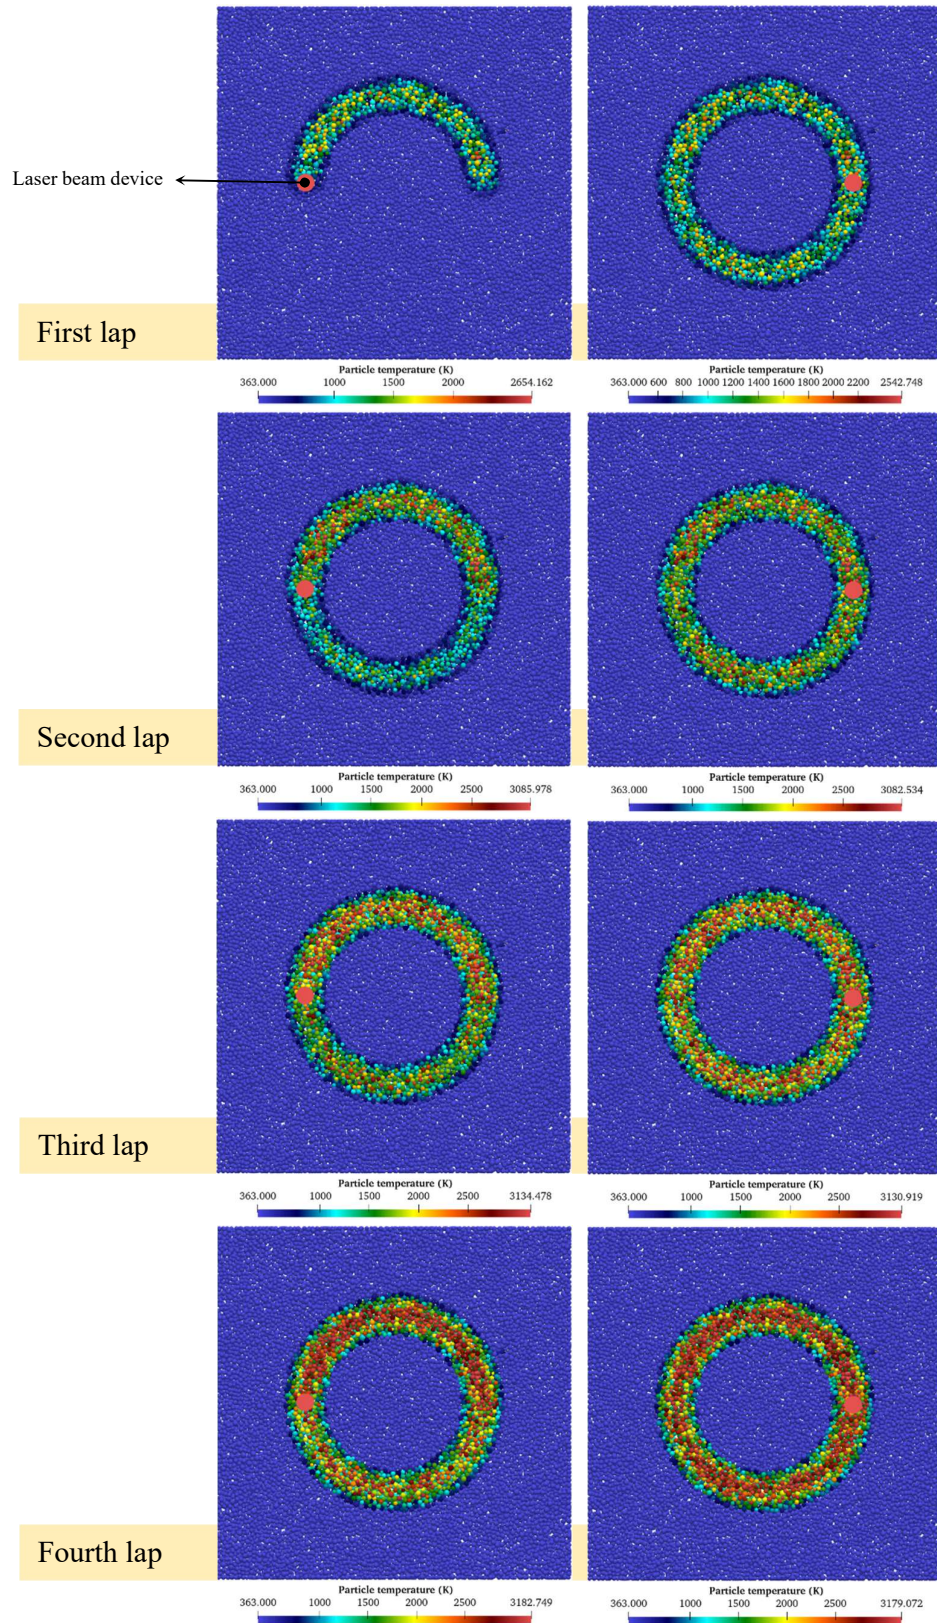 Laser beam device
First lap
Particle temperature (K)
363.000 1000 1500 2000 2654.162
Particle temperature (K)
363.000 600 800 1000 1200 1400 1600 1800 2000 2200 2542.748
Second lap
Particle temperature (K)
363.000 1000 1500 2000 2500 3085.978
Particle temperature (K)
363.000 1000 1500 2000 2500 3082.534
Third lap
Particle temperature (K)
363.000 1000 1500 2000 2500 3134.478
Particle temperature (K)
363.000 1000 1500 2000 2500 3130.919
Fourth lap
Particle temperature (K)
363.000 1000 1500 2000 2500 3182.749
Particle temperature (K)
363.000 1000 1500 2000 2500 3179.072